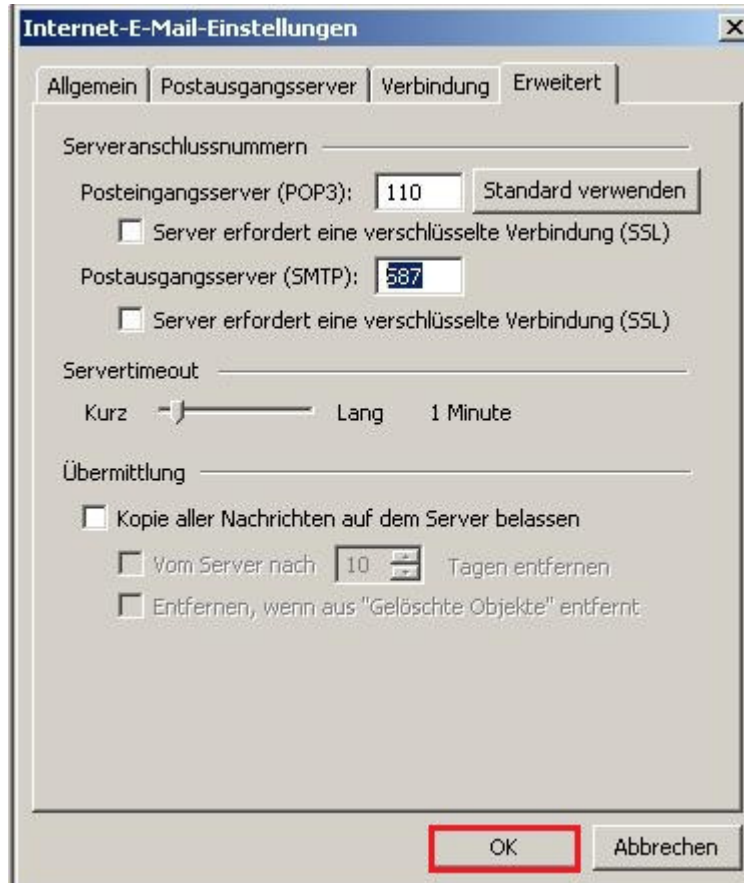 Internet-E-Mail-Einstellungen
Allgemein Postausgangsserver Verbindung Erweitert
Serveranschlussnummern
Posteingangsserver (POP3): 110 Standard verwenden
Server erfordert eine verschlüsselte Verbindung (SSL)
Postausgangsserver (SMTP): 587
Server erfordert eine verschlüsselte Verbindung (SSL)
Servertimeout
Kurz Lang 1 Minute
Übermittlung
Kopie aller Nachrichten auf dem Server belassen
Vom Server nach 10 Tagen entfernen
Entfernen, wenn aus "Gelöschte Objekte" entfernt
OK Abbrechen